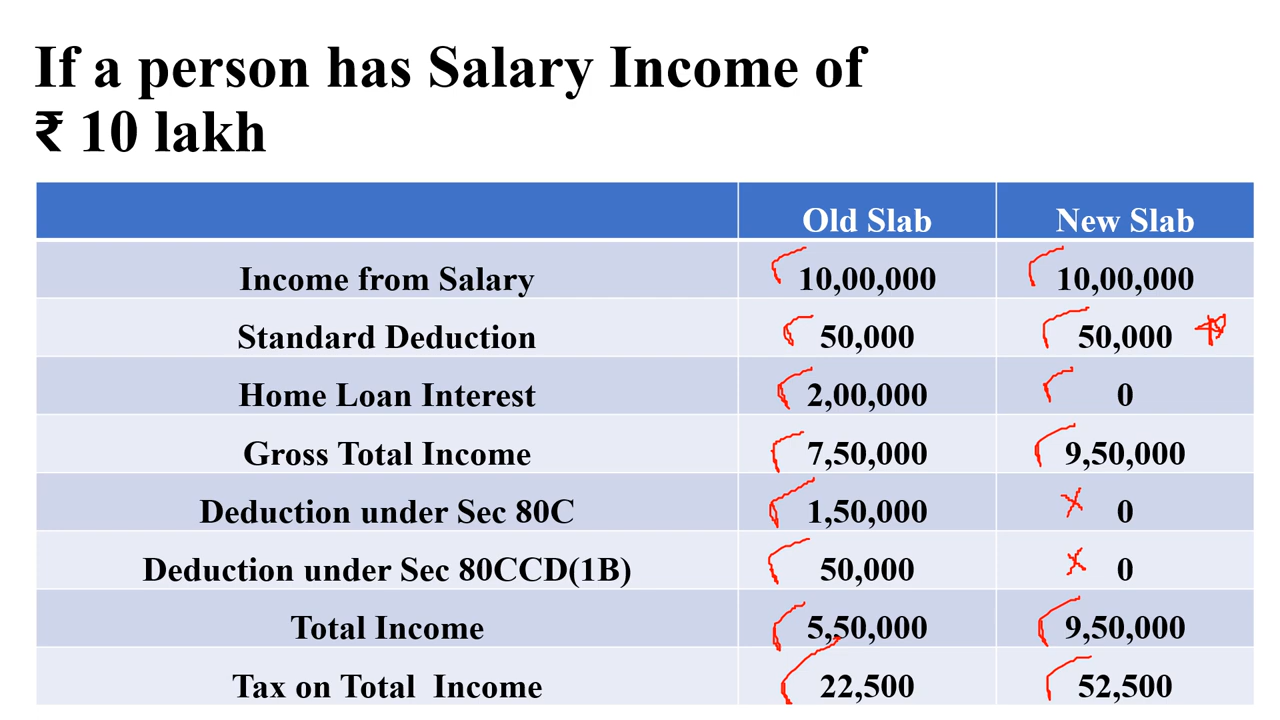 If a person has Salary Income of
₹ 10 lakh
Old Slab New Slab
Income from Salary 10,00,000 10,00,000
Standard Deduction 50,000 50,000
Home Loan Interest 2,00,000 0
Gross Total Income 7,50,000 9,50,000
Deduction under Sec 80C 1,50,000 0
Deduction under Sec 80CCD(1B) 50,000 0
Total Income 5,50,000 9,50,000
Tax on Total Income 22,500 52,500